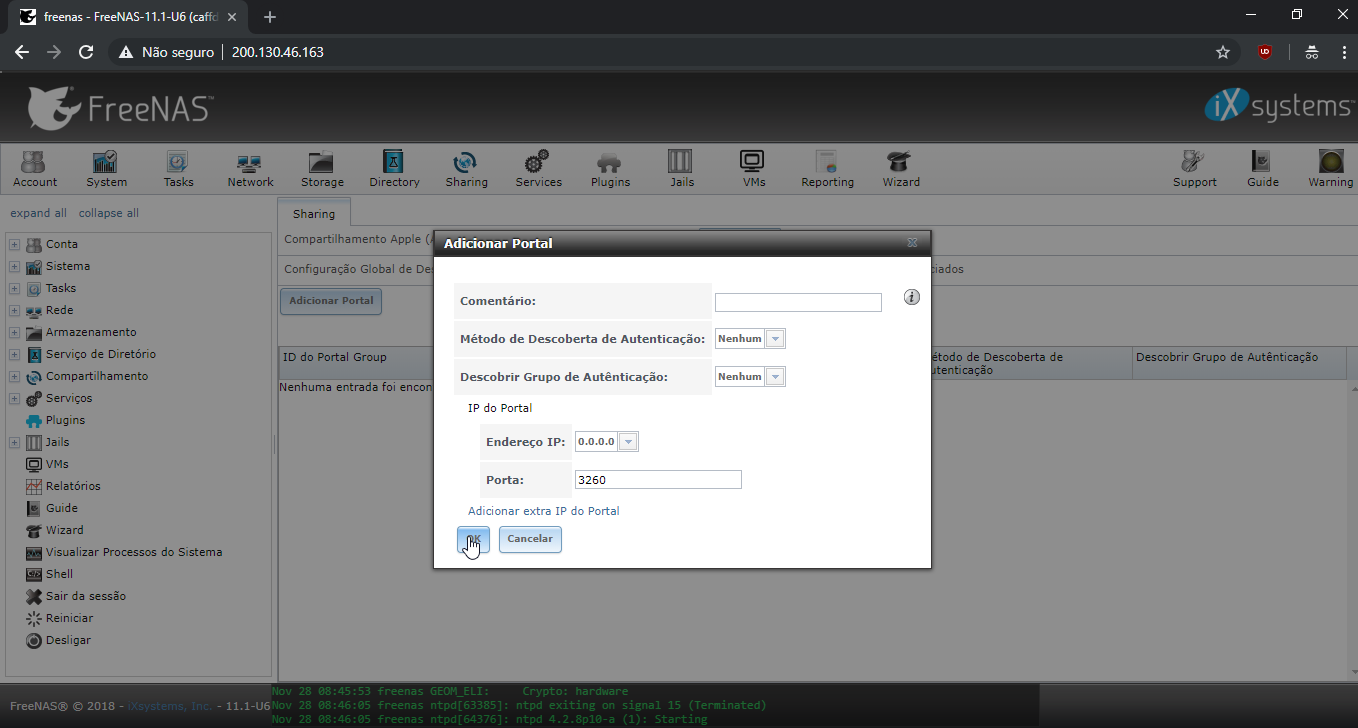 freenas - FreeNAS-11.1-U6 (caffd
Não seguro
200.130.46.163
FreeNAS™
iXsystems™
Account
System
Tasks
Network
Storage
Directory
Sharing
Services
Plugins
Jails
VMs
Reporting
Wizard
Support
Guide
Warning
expand all
collapse all
Conta
Sistema
Tasks
Rede
Armazenamento
Serviço de Diretório
Compartilhamento
Serviços
Plugins
Jails
VMs
Relatórios
Guide
Wizard
Visualizar Processos do Sistema
Shell
Sair da sessão
Reiniciar
Desligar
Sharing
Compartilhamento Apple (
Configuração Global de De
ciados
Adicionar Portal
ID do Portal Group
étodo de Descoberta de
utenticação
Descobrir Grupo de Autênticação
Nenhuma entrada foi encon
Adicionar Portal
Comentário:
Método de Descoberta de Autenticação:
Nenhum
Descobrir Grupo de Autênticação:
Nenhum
IP do Portal
Endereço IP:
0.0.0.0
Porta:
3260
Adicionar extra IP do Portal
Cancelar
FreeNAS® © 2018 - iXsystems, Inc. - 11.1-U6
Nov 28 08:45:53 freenas GEOM_ELI: Crypto: hardware
Nov 28 08:46:05 freenas ntpd[63385]: ntpd exiting on signal 15 (Terminated)
Nov 28 08:46:05 freenas ntpd[64376]: ntpd 4.2.8p10-a (1): Starting